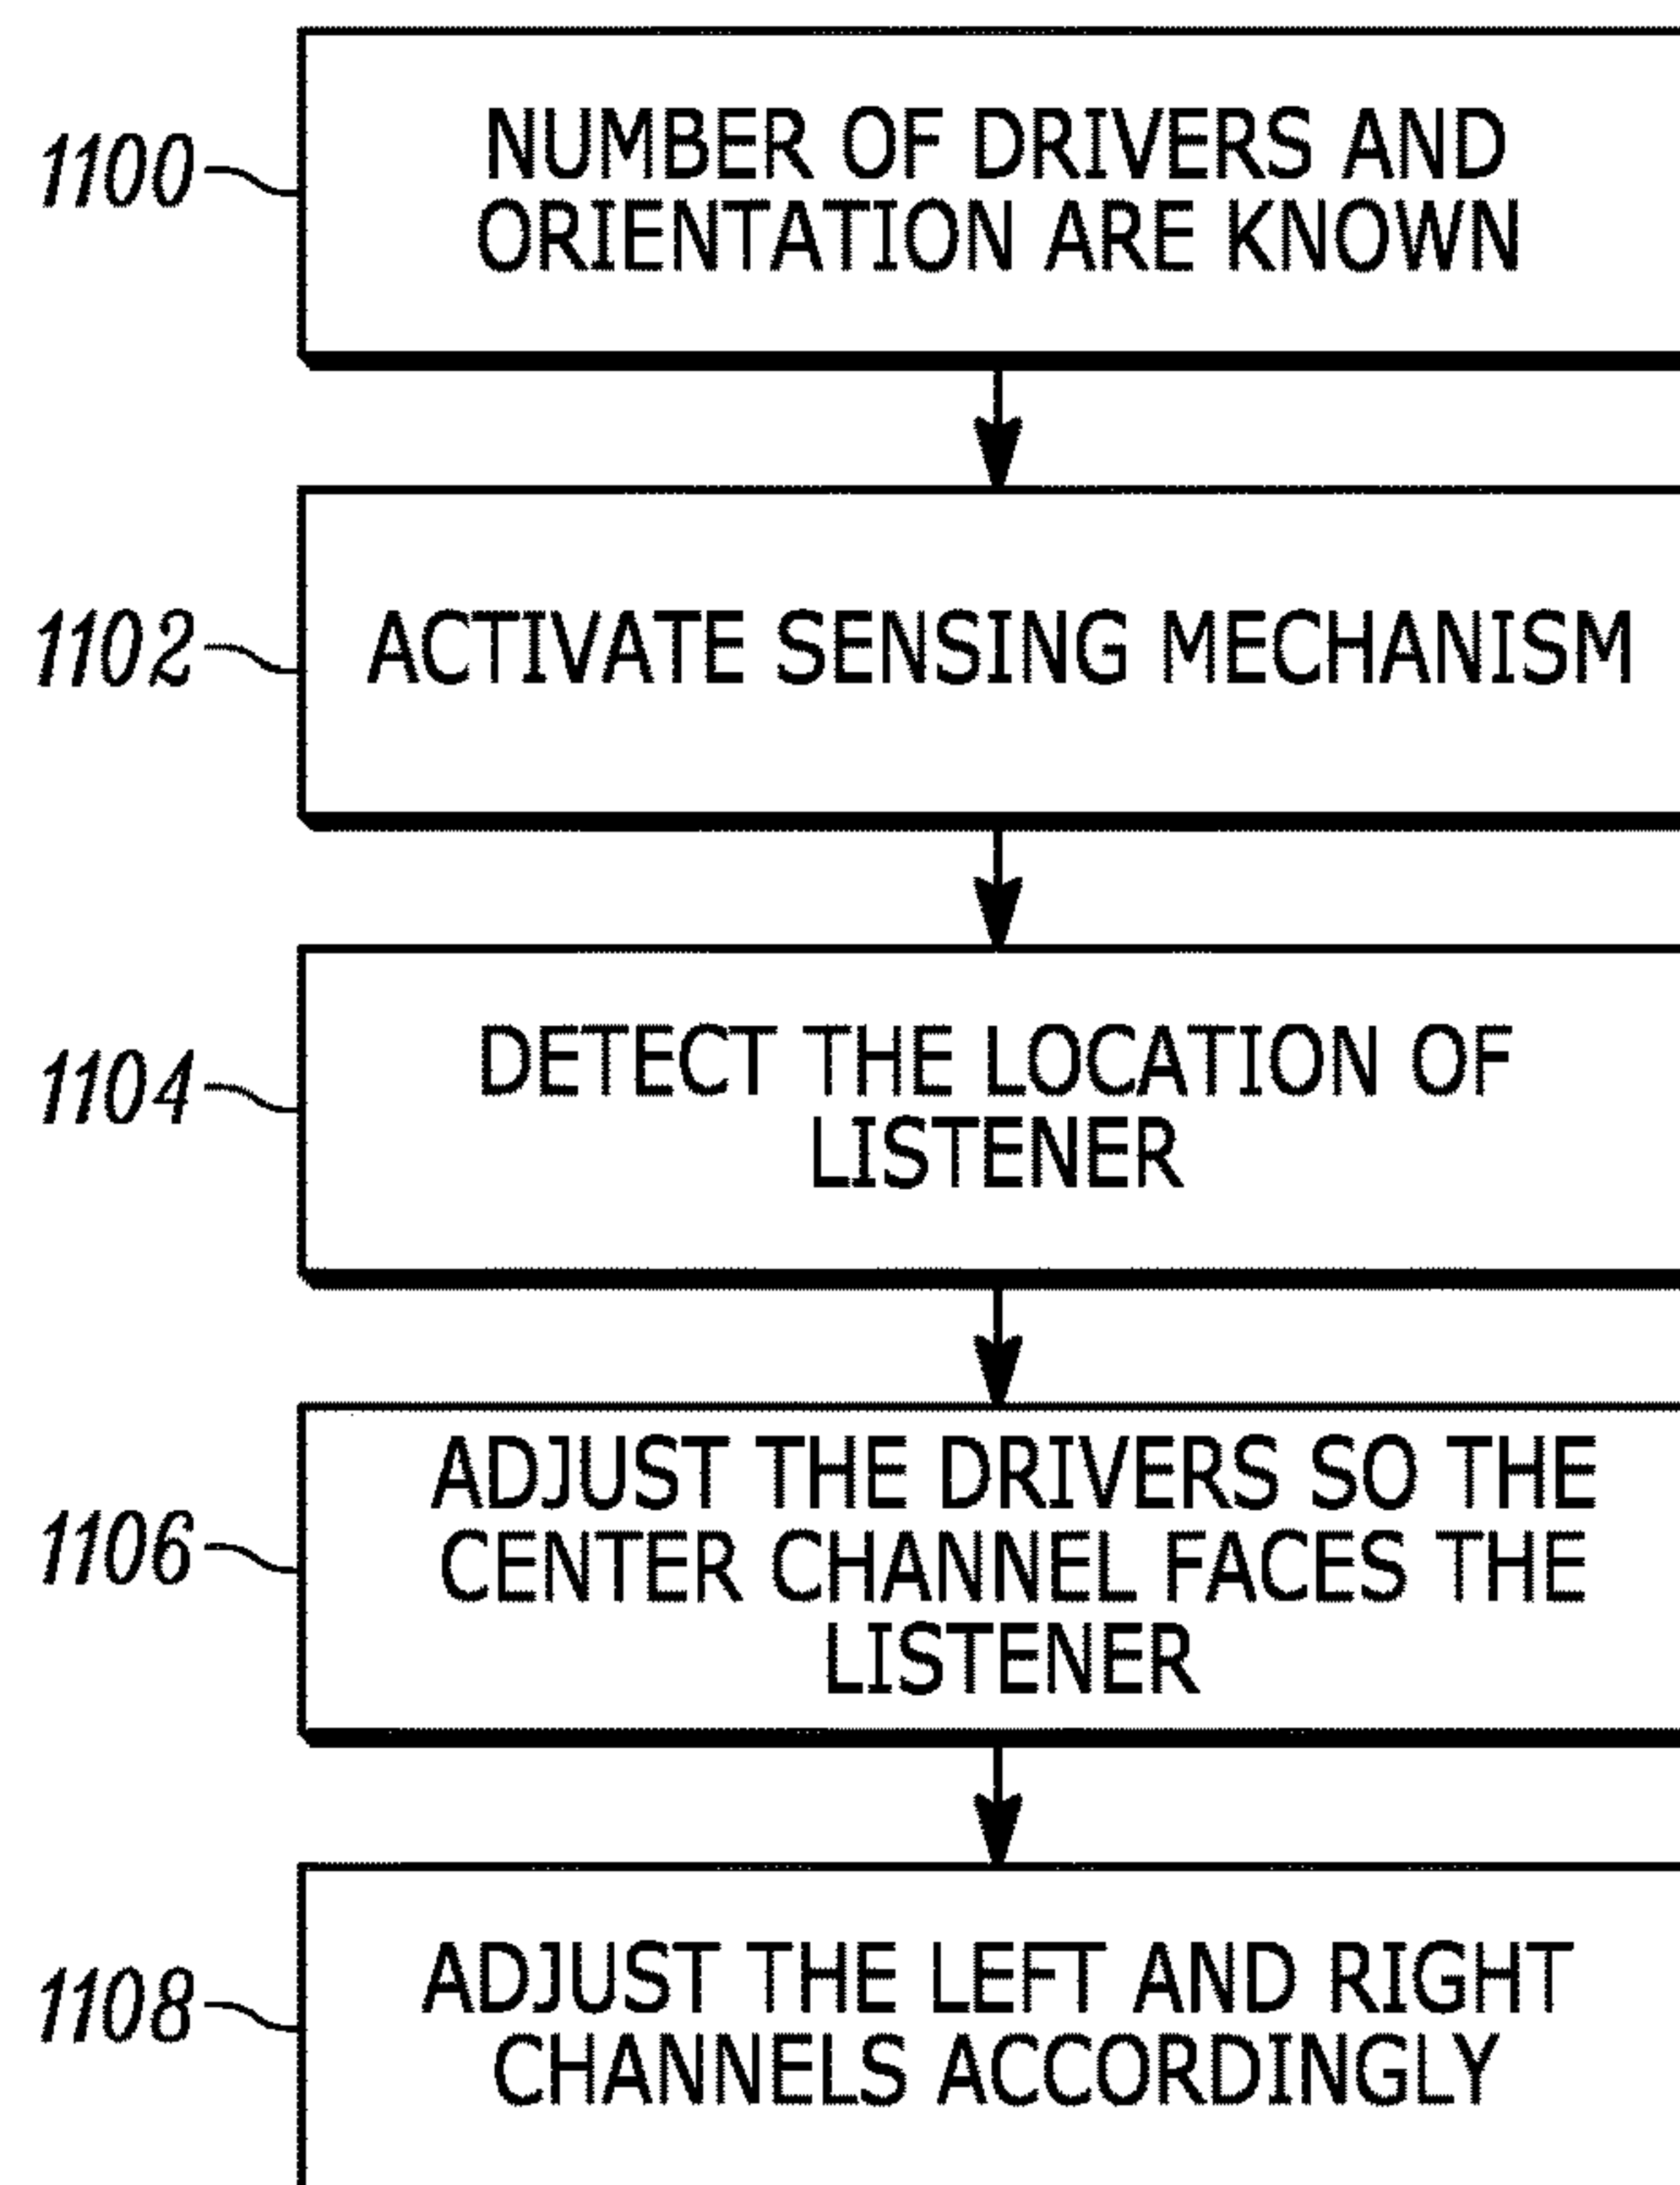 1100
NUMBER OF DRIVERS AND
ORIENTATION ARE KNOWN
1102
ACTIVATE SENSING MECHANISM
1104
DETECT THE LOCATION OF
LISTENER
1106
ADJUST THE DRIVERS SO THE
CENTER CHANNEL FACES THE
LISTENER
1108
ADJUST THE LEFT AND RIGHT
CHANNELS ACCORDINGLY